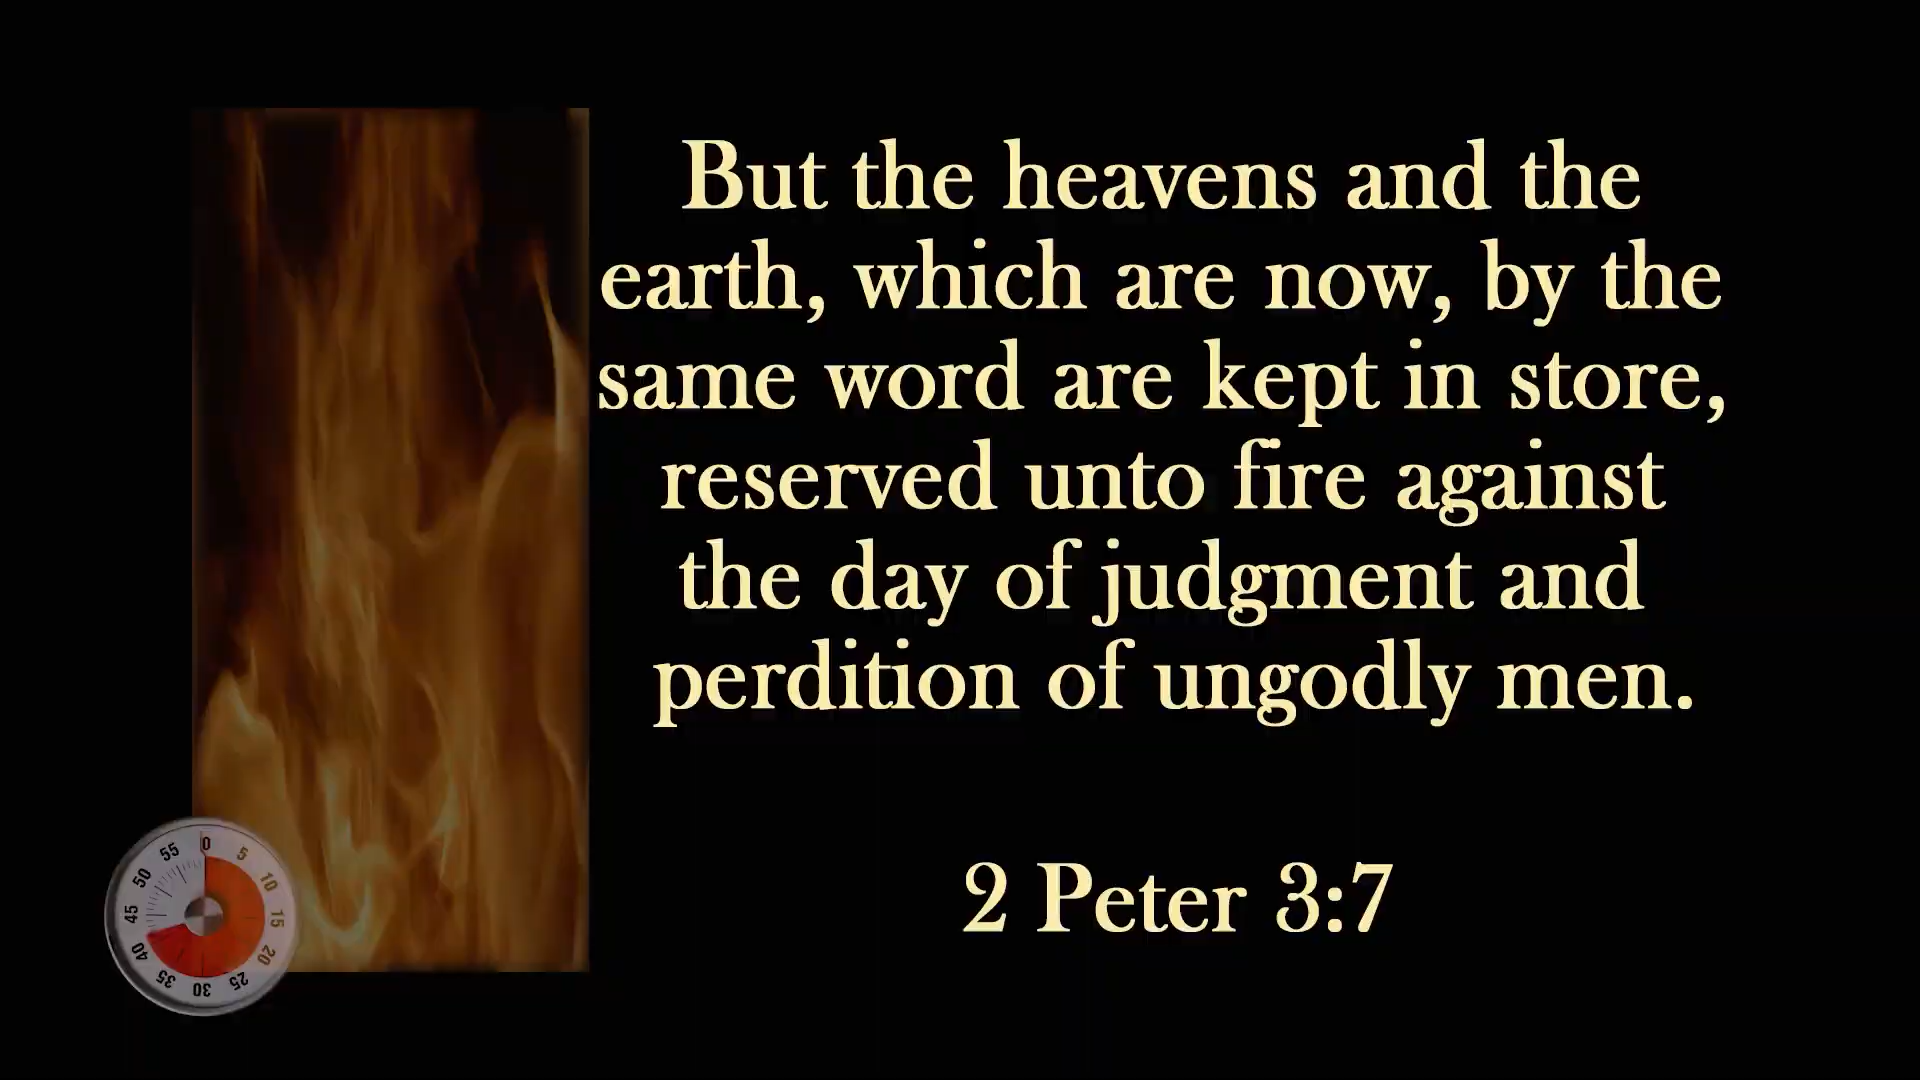 But the heavens and the
earth, which are now, by the
same word are kept in store,
reserved unto fire against
the day of judgment and
perdition of ungodly men.
2 Peter 3:7
0
5
10
15
20
25
30
35
40
45
50
55